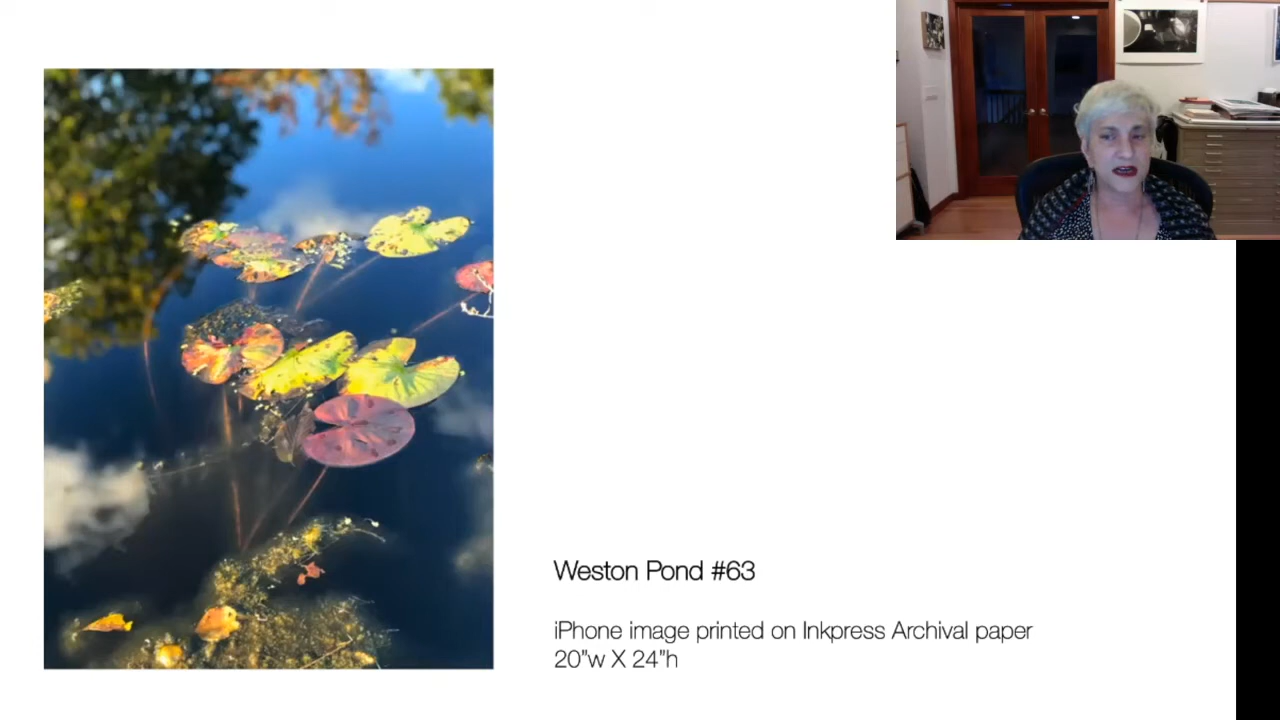 Weston Pond #63
iPhone image printed on Inkpress Archival paper
20”w X 24”h